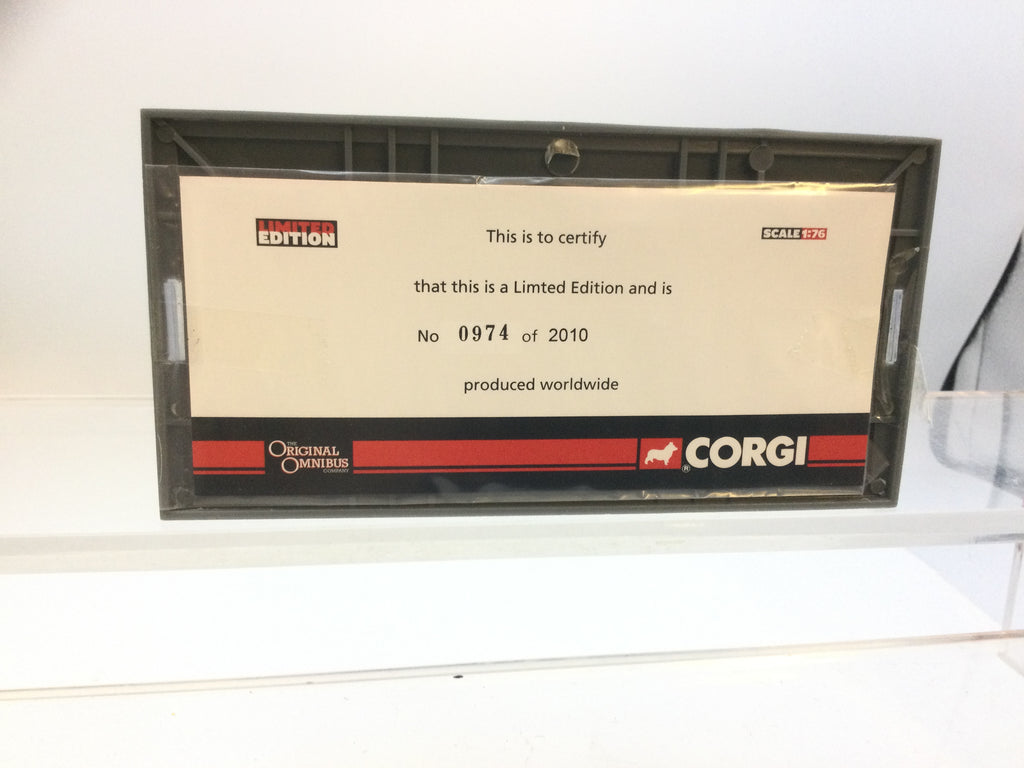 LIMITED
EDITION
This is to certify
SCALE 1:76
that this is a Limted Edition and is
No 0974 of 2010
produced worldwide
THE
ORIGINAL
OMNIBUS
COMPANY
® CORGI